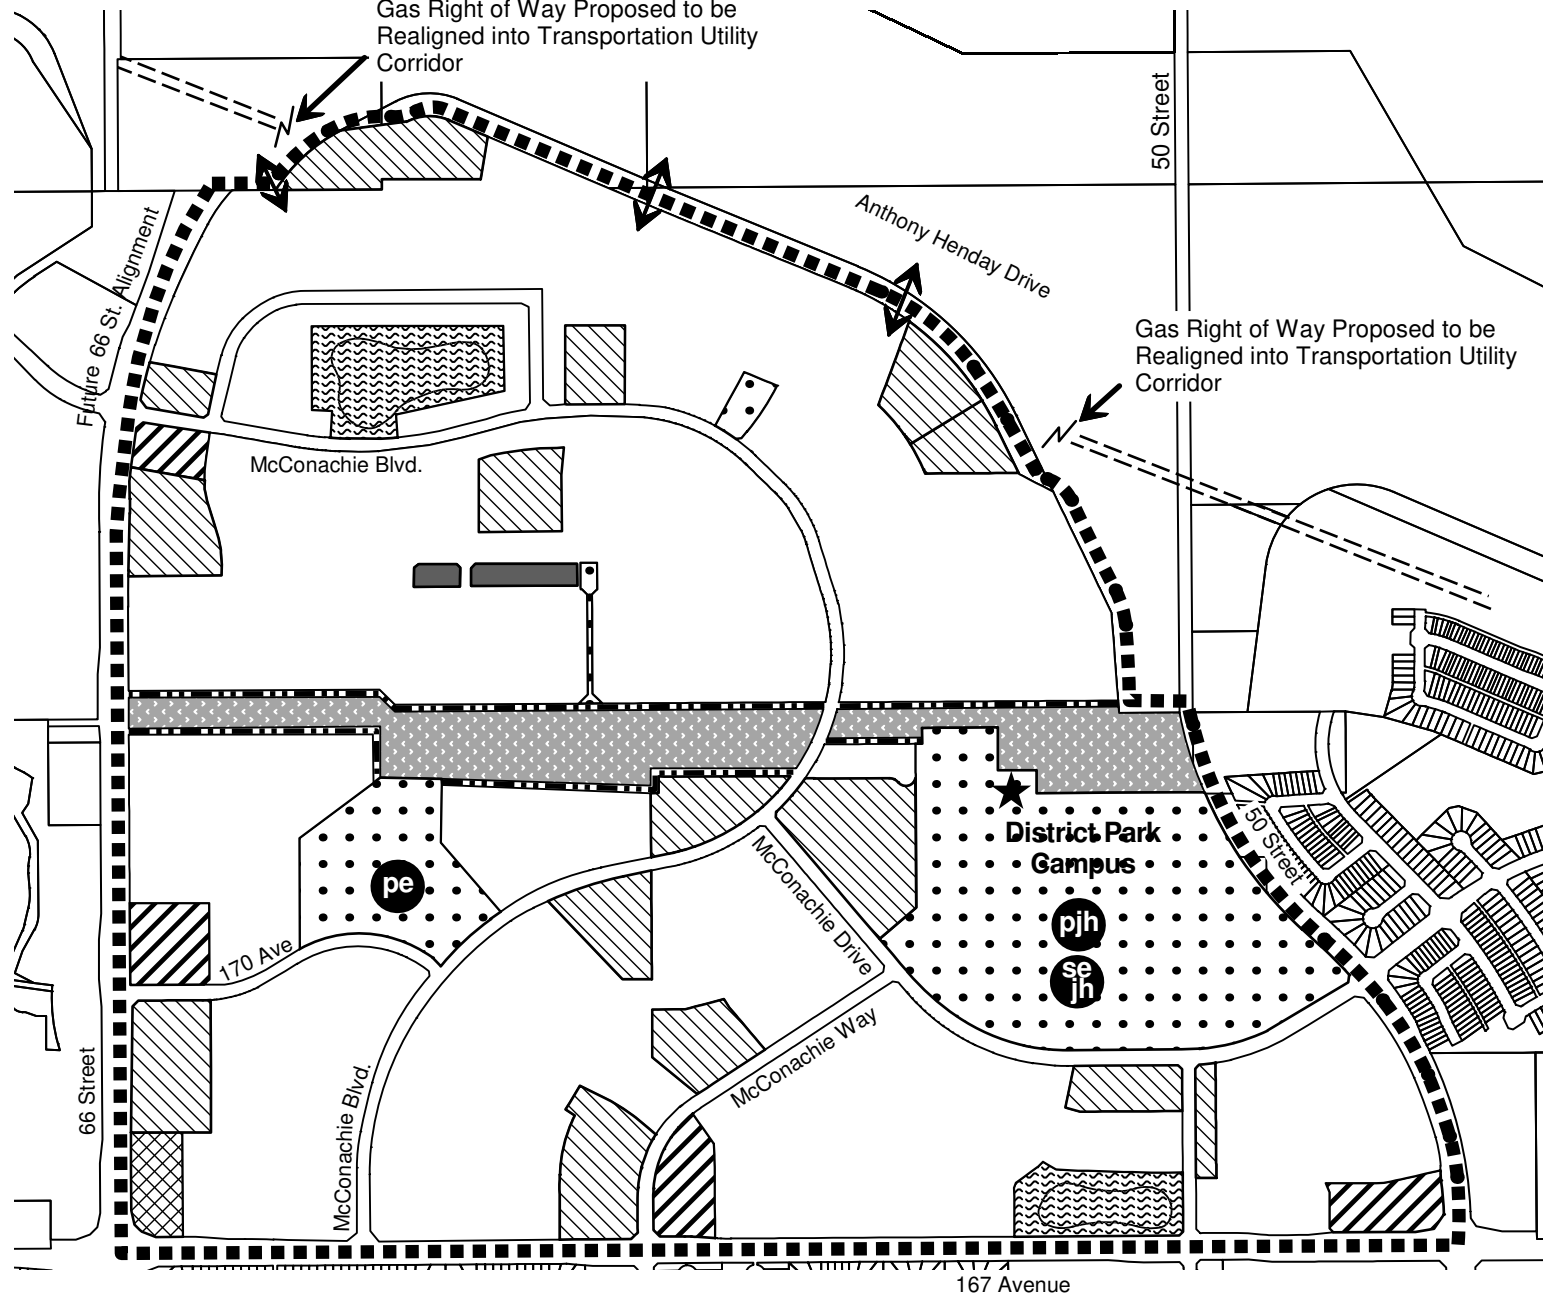 Gas Right of Way Proposed to be
Realigned into Transportation Utility
Corridor
50 Street
Anthony Henday Drive
Future 66 St. Alignment
Gas Right of Way Proposed to be
Realigned into Transportation Utility
Corridor
McConachie Blvd.
50 Street
District Park
Campus
McConachie Drive
pe
pjh
se
jh
170 Ave
McConachie Way
66 Street
McConachie Blvd.
167 Avenue